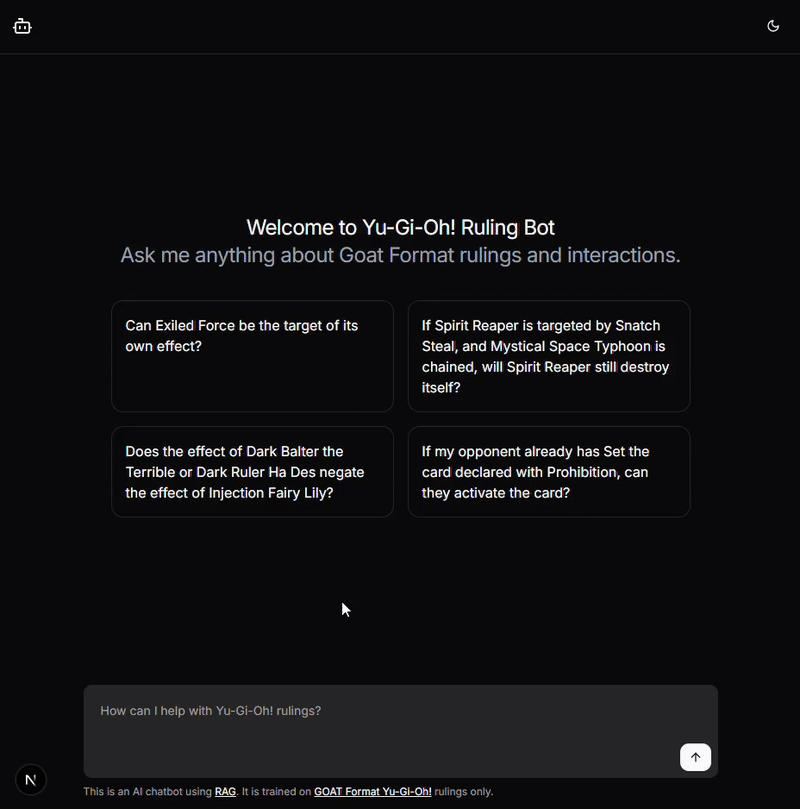 Welcome to Yu-Gi-Oh! Ruling Bot
Ask me anything about Goat Format rulings and interactions.
Can Exiled Force be the target of its
own effect?
If Spirit Reaper is targeted by Snatch
Steal, and Mystical Space Typhoon is
chained, will Spirit Reaper still destroy
itself?
Does the effect of Dark Balter the
Terrible or Dark Ruler Ha Des negate
the effect of Injection Fairy Lily?
If my opponent already has Set the
card declared with Prohibition, can
they activate the card?
How can I help with Yu-Gi-Oh! rulings?
N
This is an AI chatbot using RAG. It is trained on GOAT Format Yu-Gi-Oh! rulings only.